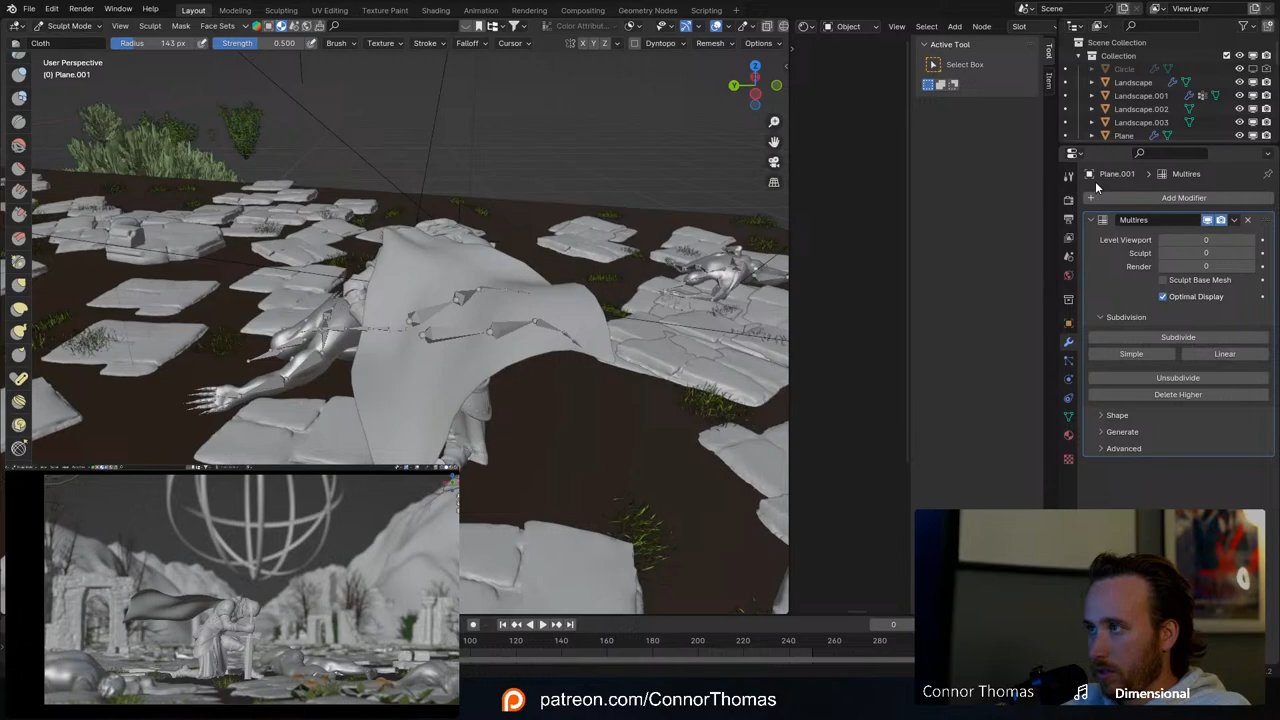 File Edit Render Window Help Layout Modeling Sculpting UV Editing Texture Paint Shading Animation Rendering Compositing Geometry Nodes Scripting Scene ViewLayer
Sculpt Mode View Sculpt Mask Face Sets Color Attribut... Object View Select Add Node Slot
Cloth Radius 143 px Strength 0.500 Brush Texture Stroke Falloff Cursor X Y Z Dyntopo Remesh Options
User Perspective
(0) Plane.001
Z
Y
Active Tool
Select Box
Tool
Item
Scene Collection
Collection
Circle
Landscape
Landscape.001
Landscape.002
Landscape.003
Plane
Plane.001 Multires
Add Modifier
Multires
Level Viewport 0
Sculpt 0
Render 0
Sculpt Base Mesh
Optimal Display
Subdivision
Subdivide
Simple Linear
Unsubdivide
Delete Higher
Shape
Generate
Advanced
0
100 120 140 160 180 200 220 240 260 280
patreon.com/ConnorThomas
Connor Thomas Dimensional